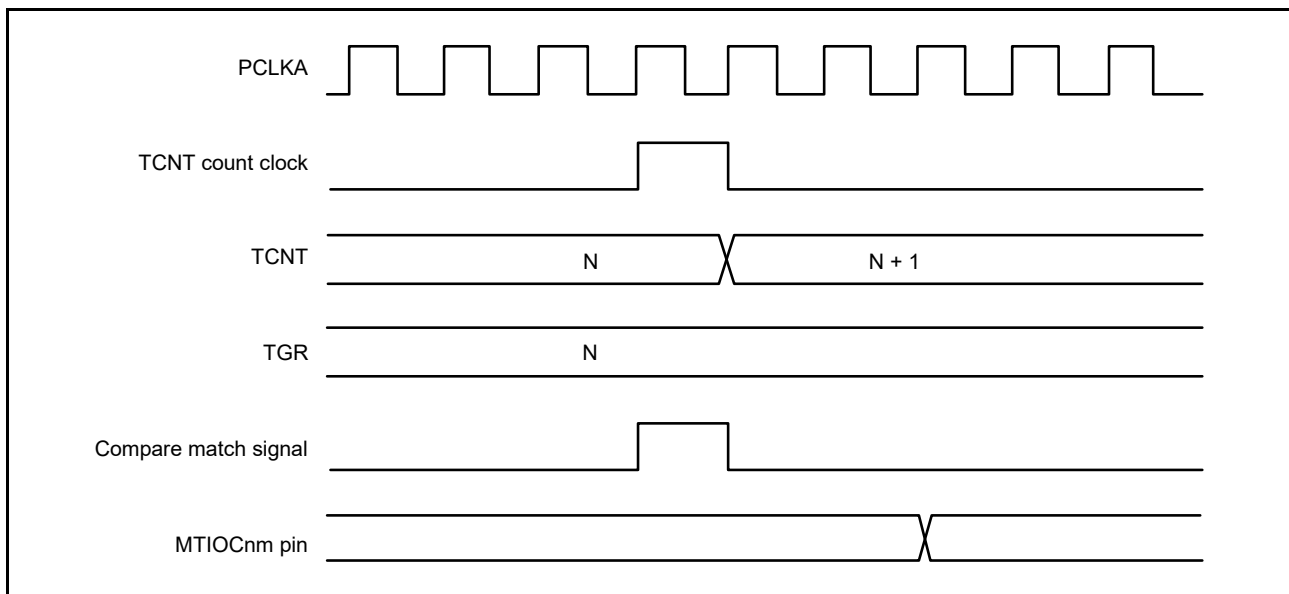 PCLKA
TCNT count clock
TCNT
N
N + 1
TGR
N
Compare match signal
MTIOCnm pin